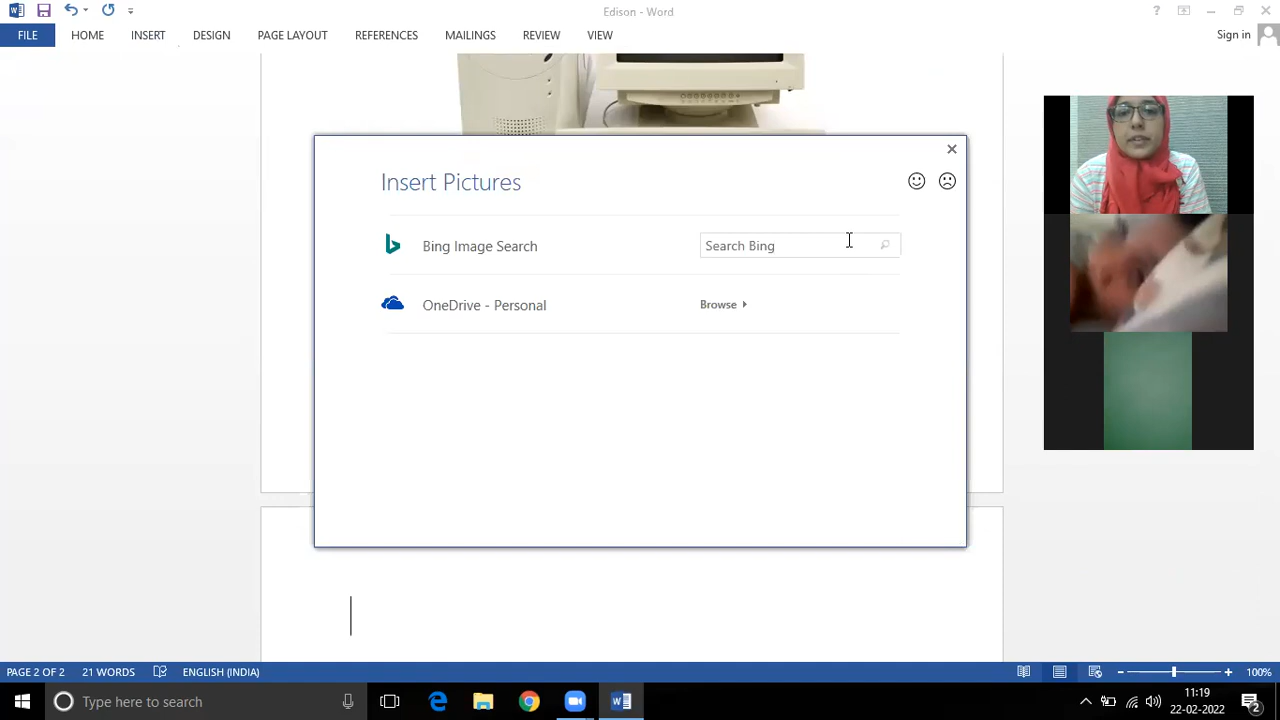 Edison - Word
?
FILE HOME INSERT DESIGN PAGE LAYOUT REFERENCES MAILINGS REVIEW VIEW Sign in
Insert Pictures
Bing Image Search Search Bing
OneDrive - Personal Browse
PAGE 2 OF 2 21 WORDS ENGLISH (INDIA) 100%
Type here to search
11:19
22-02-2022
2